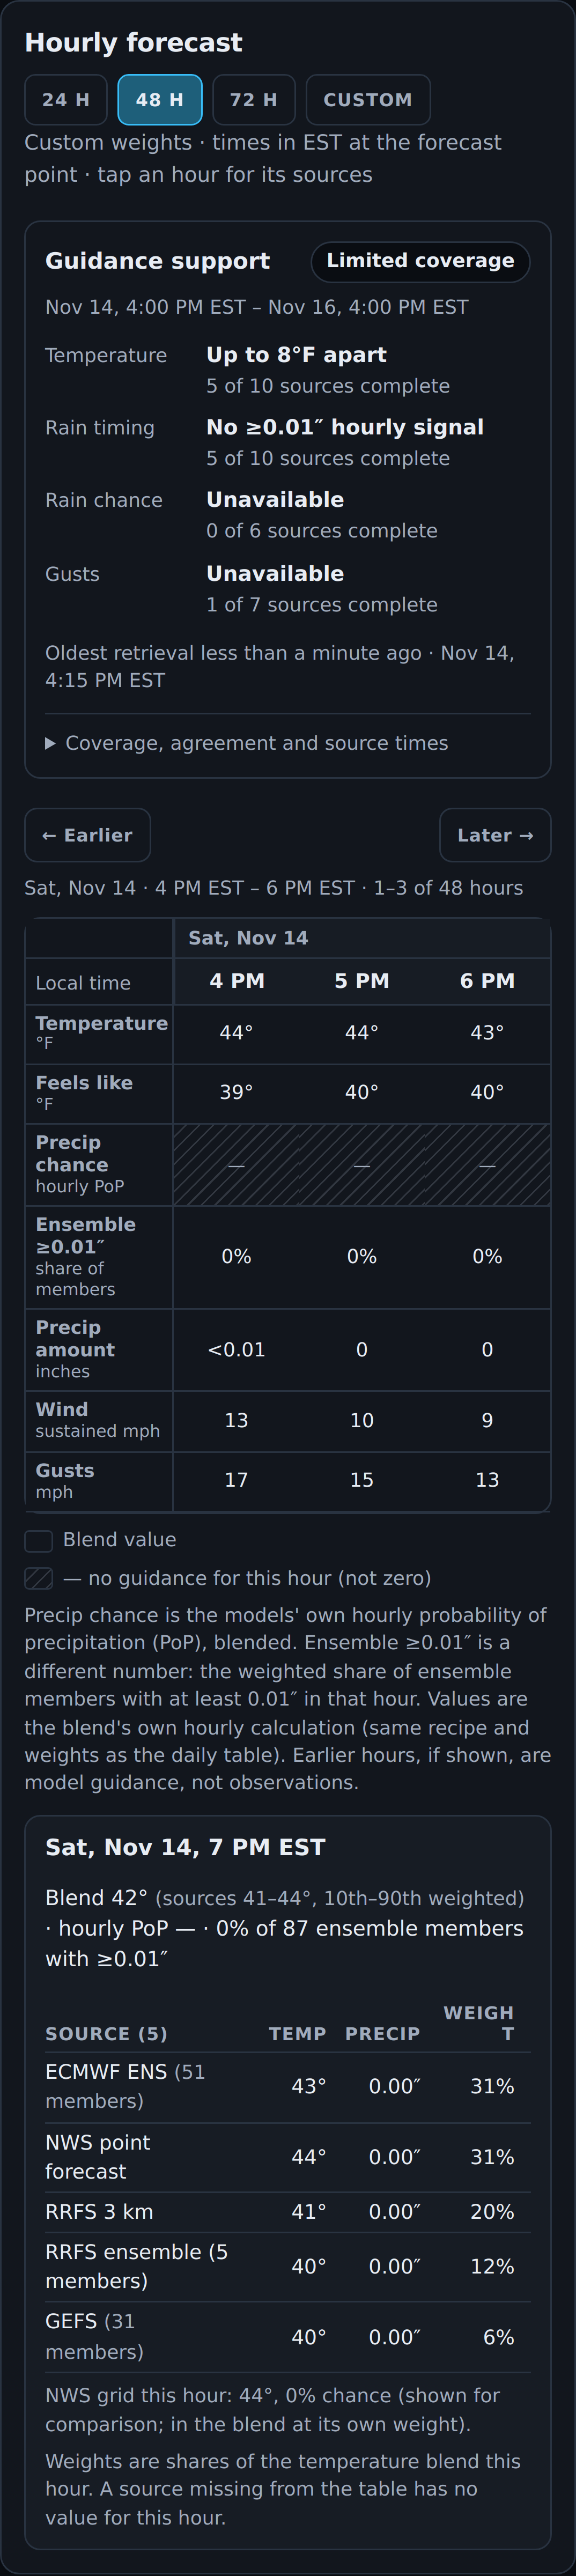 Hourly forecast
24 H 48 H 72 H CUSTOM
Custom weights · times in EST at the forecast
point · tap an hour for its sources
Guidance support Limited coverage
Nov 14, 4:00 PM EST – Nov 16, 4:00 PM EST
Temperature Up to 8°F apart
5 of 10 sources complete
Rain timing No ≥0.01″ hourly signal
5 of 10 sources complete
Rain chance Unavailable
0 of 6 sources complete
Gusts Unavailable
1 of 7 sources complete
Oldest retrieval less than a minute ago · Nov 14,
4:15 PM EST
▶ Coverage, agreement and source times
← Earlier Later →
Sat, Nov 14 · 4 PM EST – 6 PM EST · 1–3 of 48 hours
Sat, Nov 14
Local time 4 PM 5 PM 6 PM
Temperature
°F 44° 44° 43°
Feels like
°F 39° 40° 40°
Precip
chance
hourly PoP — — —
Ensemble
≥0.01″
share of
members 0% 0% 0%
Precip
amount
inches <0.01 0 0
Wind
sustained mph 13 10 9
Gusts
mph 17 15 13
Blend value
— no guidance for this hour (not zero)
Precip chance is the models' own hourly probability of
precipitation (PoP), blended. Ensemble ≥0.01″ is a
different number: the weighted share of ensemble
members with at least 0.01″ in that hour. Values are
the blend's own hourly calculation (same recipe and
weights as the daily table). Earlier hours, if shown, are
model guidance, not observations.
Sat, Nov 14, 7 PM EST
Blend 42° (sources 41–44°, 10th–90th weighted)
· hourly PoP — · 0% of 87 ensemble members
with ≥0.01″
SOURCE (5) TEMP PRECIP WEIGH
T
ECMWF ENS (51
members) 43° 0.00″ 31%
NWS point
forecast 44° 0.00″ 31%
RRFS 3 km 41° 0.00″ 20%
RRFS ensemble (5
members) 40° 0.00″ 12%
GEFS (31
members) 40° 0.00″ 6%
NWS grid this hour: 44°, 0% chance (shown for
comparison; in the blend at its own weight).
Weights are shares of the temperature blend this
hour. A source missing from the table has no
value for this hour.